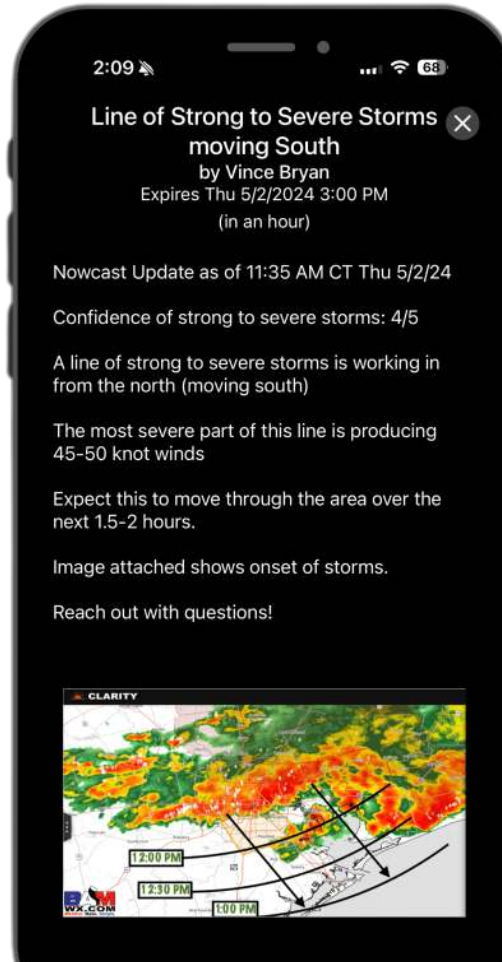 2:09
68
Line of Strong to Severe Storms
moving South
by Vince Bryan
Expires Thu 5/2/2024 3:00 PM
(in an hour)
Nowcast Update as of 11:35 AM CT Thu 5/2/24
Confidence of strong to severe storms: 4/5
A line of strong to severe storms is working in
from the north (moving south)
The most severe part of this line is producing
45-50 knot winds
Expect this to move through the area over the
next 1.5-2 hours.
Image attached shows onset of storms.
Reach out with questions!
CLARITY
12:00 PM
12:30 PM
1:00 PM
BAM
WX.COM